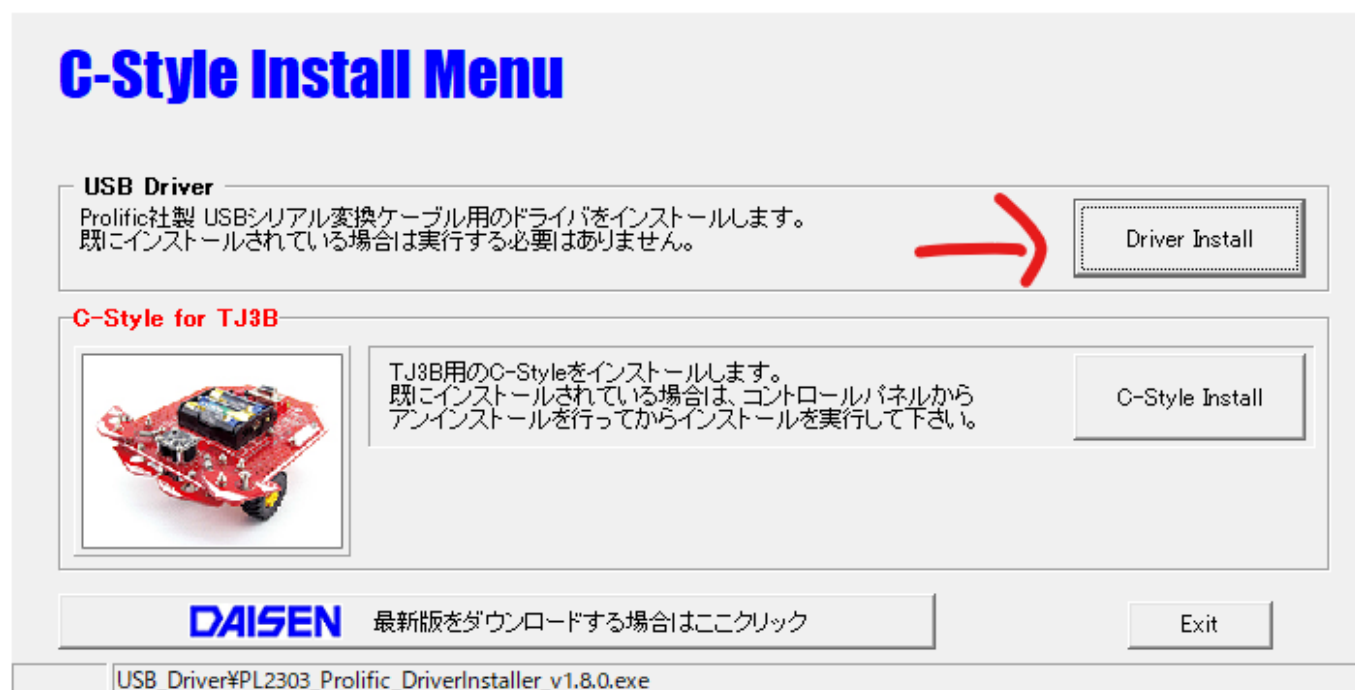 C-Style Install Menu
USB Driver
Prolific社製 USBシリアル変換ケーブル用のドライバをインストールします。
既にインストールされている場合は実行する必要はありません。
Driver Install
C-Style for TJ3B
TJ3B用のC-Styleをインストールします。
既にインストールされている場合は、コントロールパネルから
アンインストールを行ってからインストールを実行して下さい。
C-Style Install
DAISEN 最新版をダウンロードする場合はここクリック
Exit
USB_Driver¥PL2303_Prolific_DriverInstaller_v1.8.0.exe